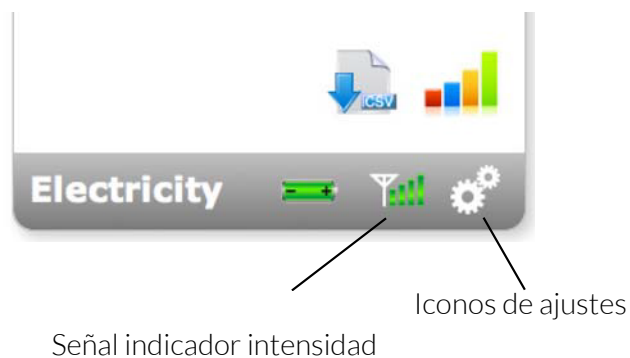 CSV
Electricity
Iconos de ajustes
Señal indicador intensidad